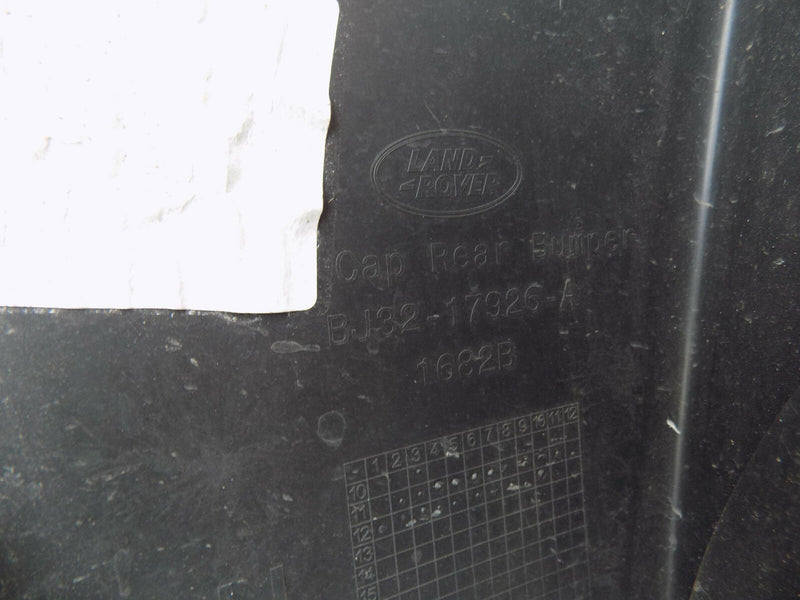 LAND
ROVER
Cap Rear Bumper
BJ32-17926-A
1682B
1 2 3 4 5 6 7 8 9 10 11 12
10
11
12
13